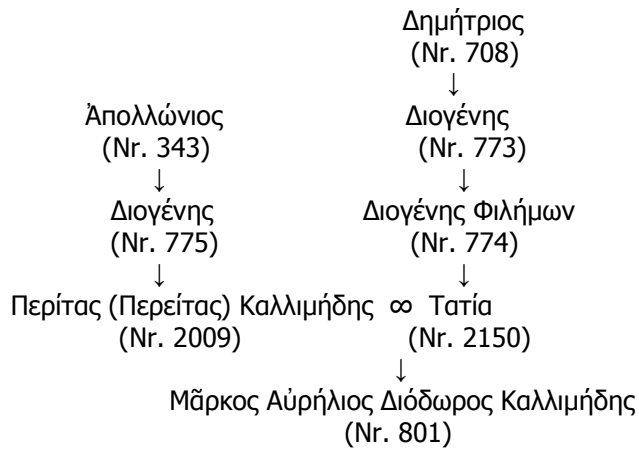 Δημήτριος
(Nr. 708)
↓
Ἀπολλώνιος Διογένης
(Nr. 343) (Nr. 773)
↓ ↓
Διογένης Διογένης Φιλήμων
(Nr. 775) (Nr. 774)
↓ ↓
Περίτας (Περείτας) Καλλιμήδης ∞ Τατία
(Nr. 2009) (Nr. 2150)
↓
Μᾶρκος Αὐρήλιος Διόδωρος Καλλιμήδης
(Nr. 801)